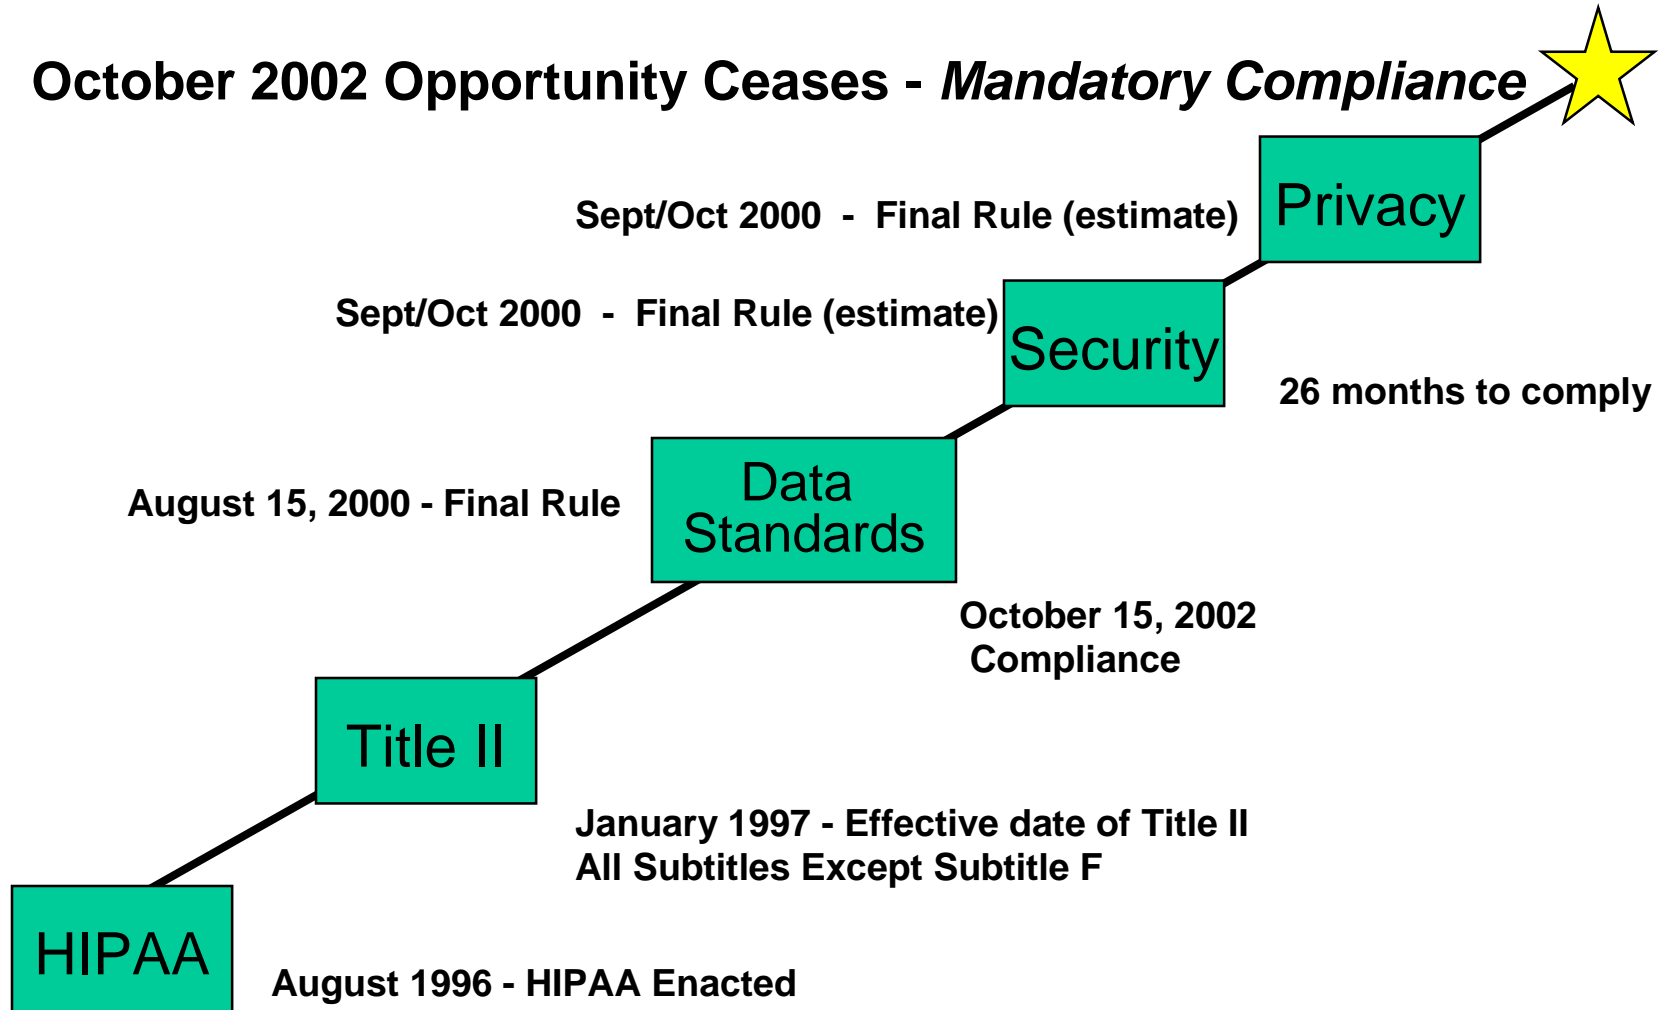 October 2002 Opportunity Ceases - Mandatory Compliance
Sept/Oct 2000 - Final Rule (estimate)
Privacy
Sept/Oct 2000 - Final Rule (estimate)
Security
26 months to comply
August 15, 2000 - Final Rule
Data
Standards
October 15, 2002
Compliance
Title II
January 1997 - Effective date of Title II
All Subtitles Except Subtitle F
HIPAA
August 1996 - HIPAA Enacted